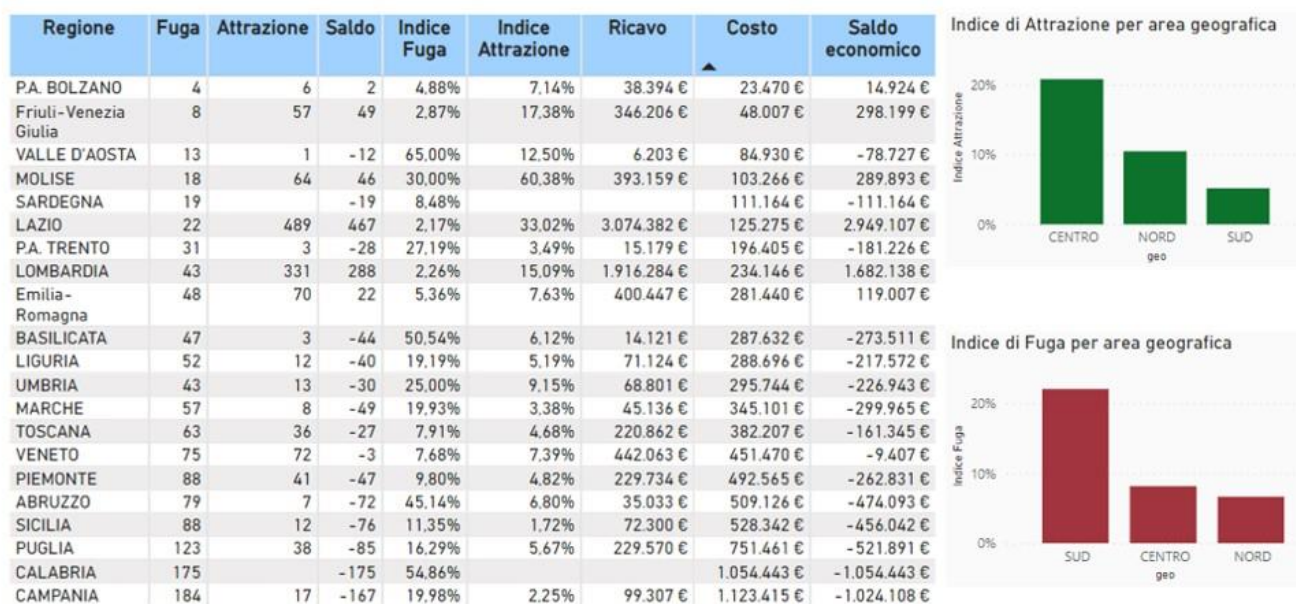 Regione Fuga Attrazione Saldo Indice Fuga Indice Attrazione Ricavo Costo Saldo economico
P.A. BOLZANO 4 6 2 4,88% 7,14% 38.394 € 23.470 € 14.924 €
Friuli-Venezia Giulia 8 57 49 2,87% 17,38% 346.206 € 48.007 € 298.199 €
VALLE D'AOSTA 13 1 -12 65,00% 12,50% 6.203 € 84.930 € -78.727 €
MOLISE 18 64 46 30,00% 60,38% 393.159 € 103.266 € 289.893 €
SARDEGNA 19 -19 8,48% 111.164 € -111.164 €
LAZIO 22 489 467 2,17% 33,02% 3.074.382 € 125.275 € 2.949.107 €
P.A. TRENTO 31 3 -28 27,19% 3,49% 15.179 € 196.405 € -181.226 €
LOMBARDIA 43 331 288 2,26% 15,09% 1.916.284 € 234.146 € 1.682.138 €
Emilia-Romagna 48 70 22 5,36% 7,63% 400.447 € 281.440 € 119.007 €
BASILICATA 47 3 -44 50,54% 6,12% 14.121 € 287.632 € -273.511 €
LIGURIA 52 12 -40 19,19% 5,19% 71.124 € 288.696 € -217.572 €
UMBRIA 43 13 -30 25,00% 9,15% 68.801 € 295.744 € -226.943 €
MARCHE 57 8 -49 19,93% 3,38% 45.136 € 345.101 € -299.965 €
TOSCANA 63 36 -27 7,91% 4,68% 220.862 € 382.207 € -161.345 €
VENETO 75 72 -3 7,68% 7,39% 442.063 € 451.470 € -9.407 €
PIEMONTE 88 41 -47 9,80% 4,82% 229.734 € 492.565 € -262.831 €
ABRUZZO 79 7 -72 45,14% 6,80% 35.033 € 509.126 € -474.093 €
SICILIA 88 12 -76 11,35% 1,72% 72.300 € 528.342 € -456.042 €
PUGLIA 123 38 -85 16,29% 5,67% 229.570 € 751.461 € -521.891 €
CALABRIA 175 -175 54,86% 1.054.443 € -1.054.443 €
CAMPANIA 184 17 -167 19,98% 2,25% 99.307 € 1.123.415 € -1.024.108 €
Indice di Attrazione per area geografica
Indice Attrazione
20%
10%
0%
CENTRO NORD SUD
geo
Indice di Fuga per area geografica
Indice Fuga
20%
10%
0%
SUD CENTRO NORD
geo